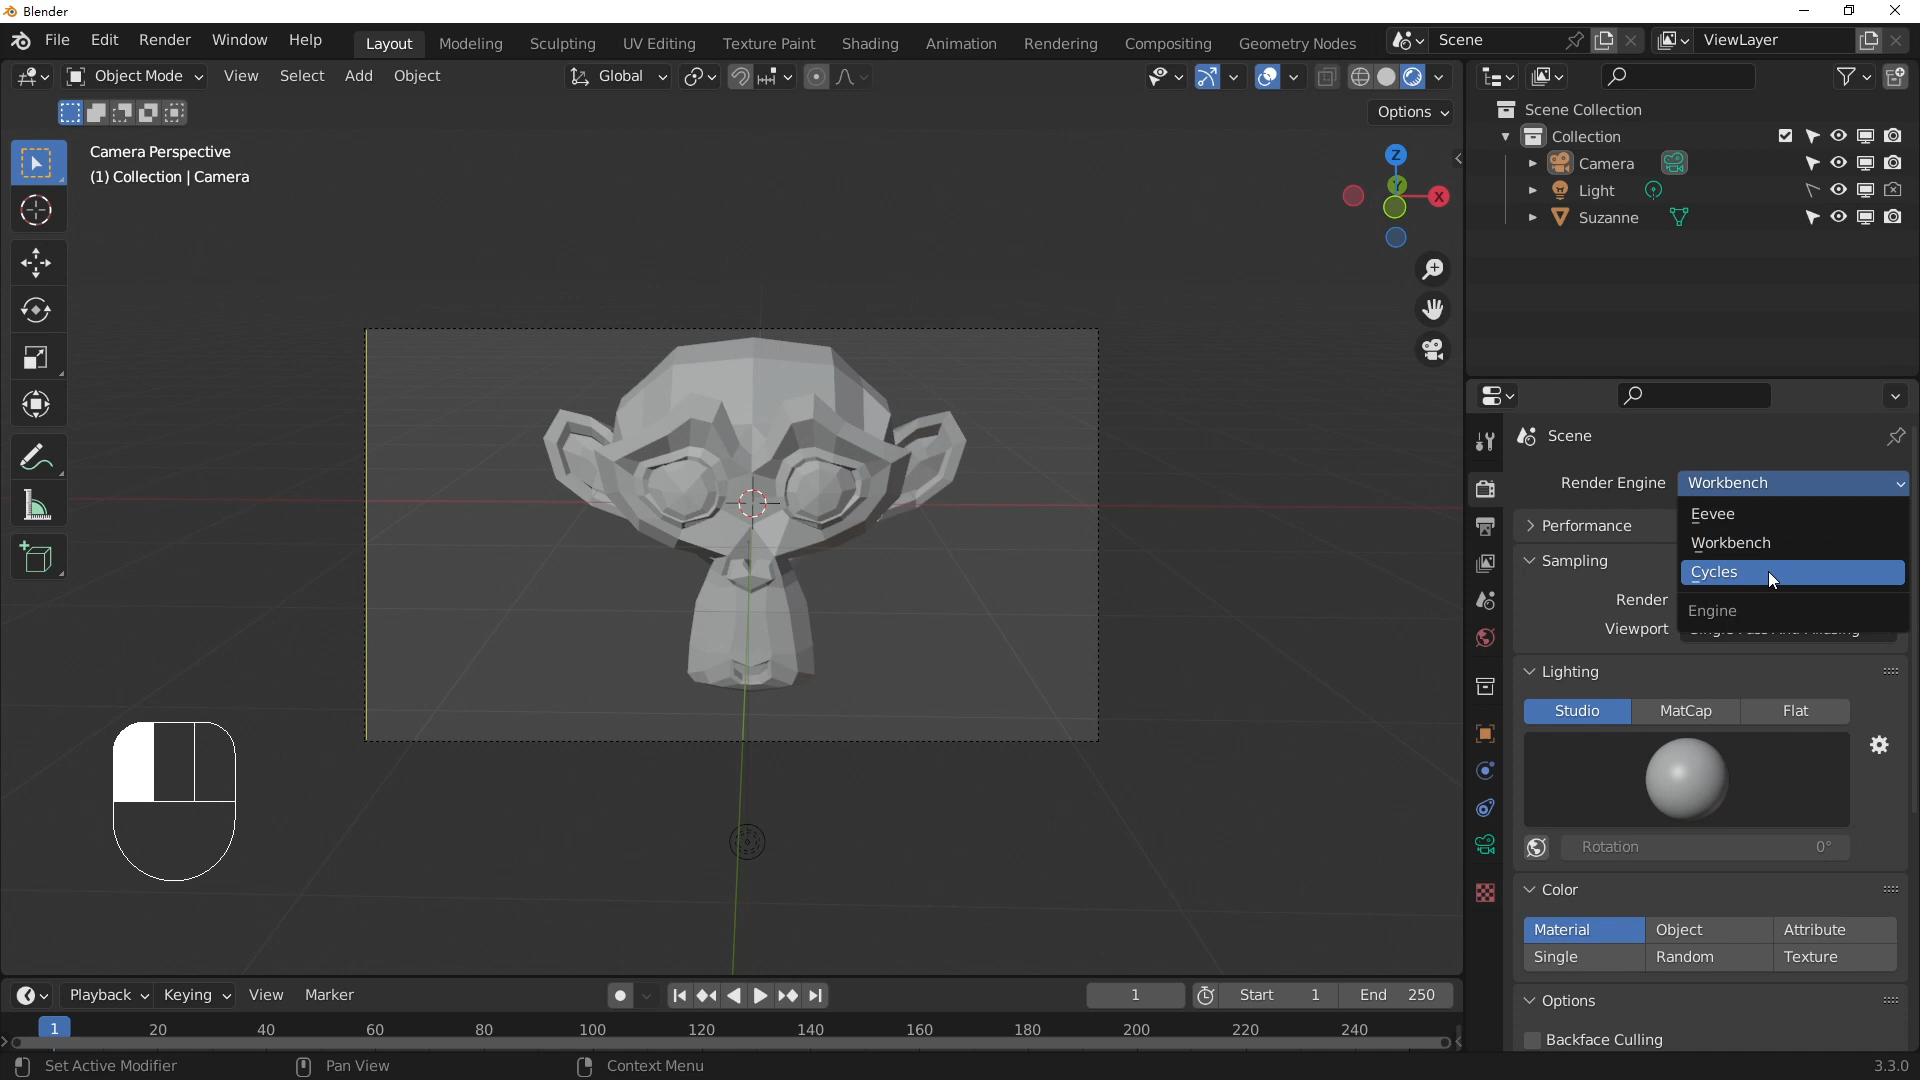 Blender
File Edit Render Window Help Layout Modeling Sculpting UV Editing Texture Paint Shading Animation Rendering Compositing Geometry Nodes Scene ViewLayer
Object Mode View Select Add Object Global
Options
Camera Perspective
(1) Collection | Camera
Z
Y
X
Scene Collection
Collection
Camera
Light
Suzanne
Scene
Render Engine Workbench
Eevee
Workbench
Cycles
Engine
Performance
Sampling
Render
Viewport
Lighting
Studio MatCap Flat
Rotation 0°
Color
Material Object Attribute
Single Random Texture
Options
Backface Culling
Playback Keying View Marker 1 Start 1 End 250
1 20 40 60 80 100 120 140 160 180 200 220 240
Set Active Modifier Pan View Context Menu 3.3.0